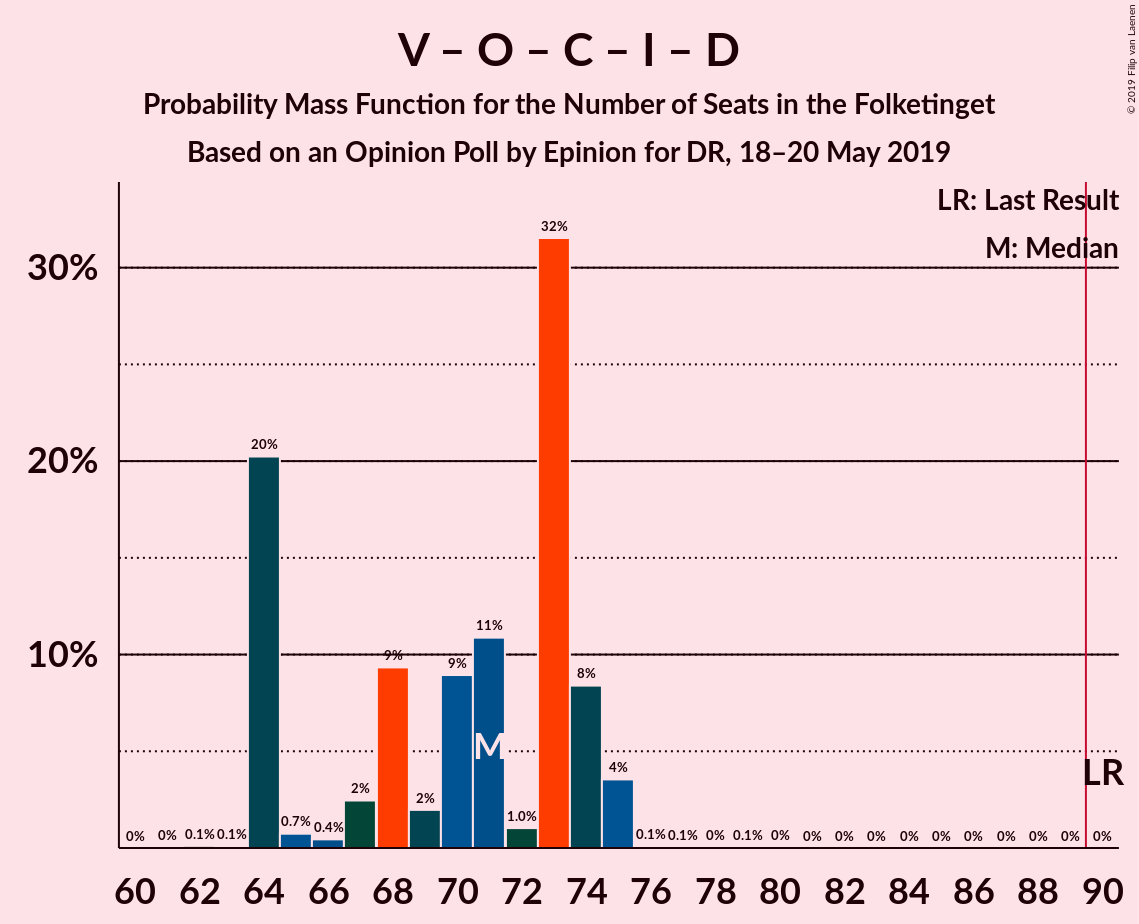 V – O – C – I – D
Probability Mass Function for the Number of Seats in the Folketinget
Based on an Opinion Poll by Epinion for DR, 18–20 May 2019
© 2019 Filip van Laenen
LR: Last Result
M: Median
30%
20%
10%
0% 0% 0.1% 0.1% 20% 0.7% 0.4% 2% 9% 2% 9% 11% 1.0% 32% 8% 4% 0.1% 0.1% 0% 0.1% 0% 0% 0% 0% 0% 0% 0% 0% 0% 0% 0%
M
LR
60 62 64 66 68 70 72 74 76 78 80 82 84 86 88 90